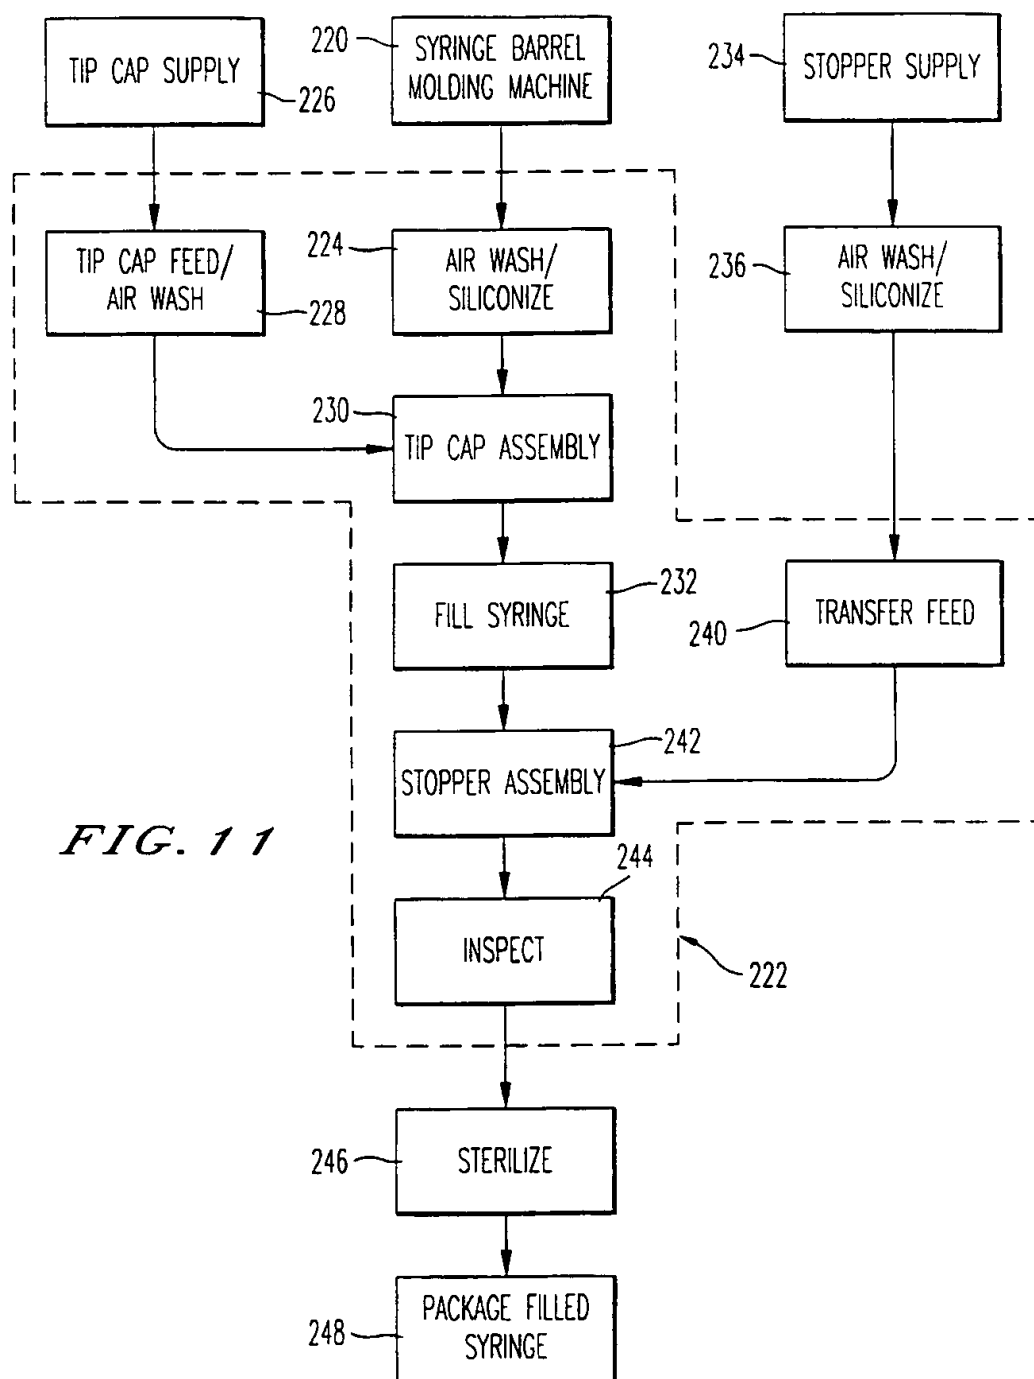 TIP CAP SUPPLY
226
220
SYRINGE BARREL
MOLDING MACHINE
234
STOPPER SUPPLY
TIP CAP FEED/
AIR WASH
228
224
AIR WASH/
SILICONIZE
236
AIR WASH/
SILICONIZE
230
TIP CAP ASSEMBLY
232
FILL SYRINGE
240
TRANSFER FEED
242
STOPPER ASSEMBLY
FIG. 11
244
INSPECT
222
246
STERILIZE
248
PACKAGE FILLED
SYRINGE